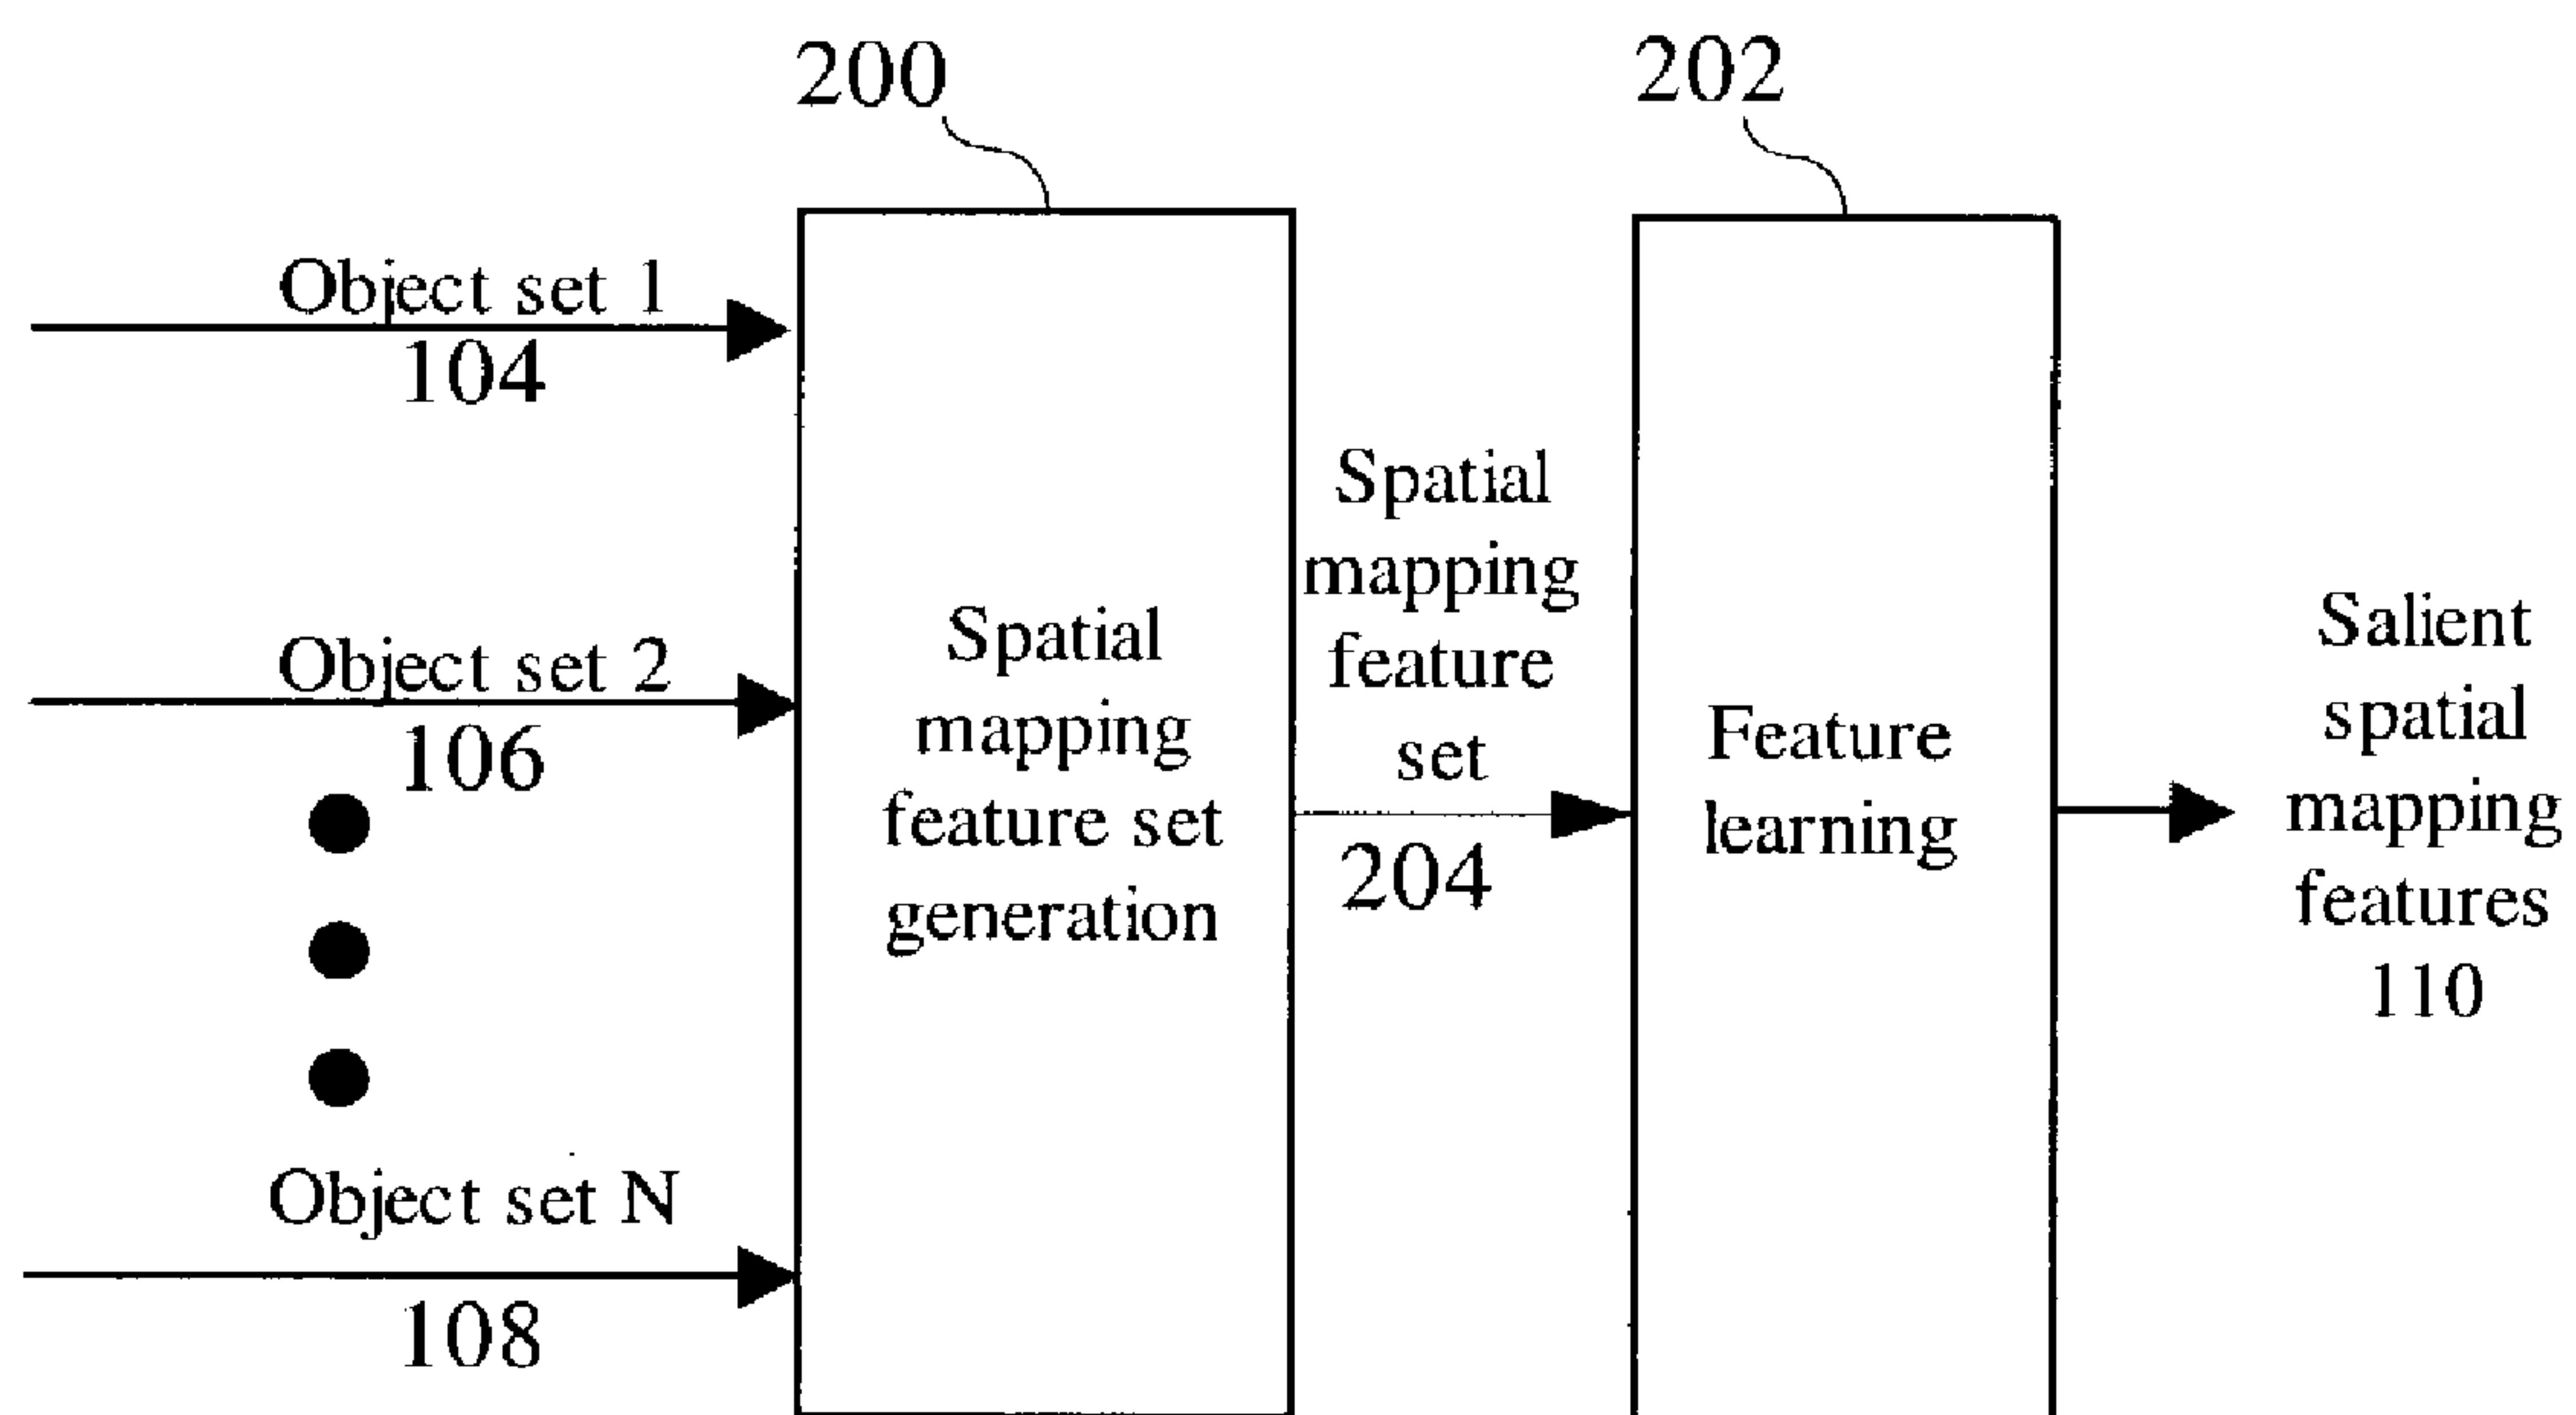 200
202
Object set 1
104
Object set 2
106
Object set N
108
Spatial
mapping
feature set
generation
Spatial
mapping
feature
set
204
Feature
learning
Salient
spatial
mapping
features
110